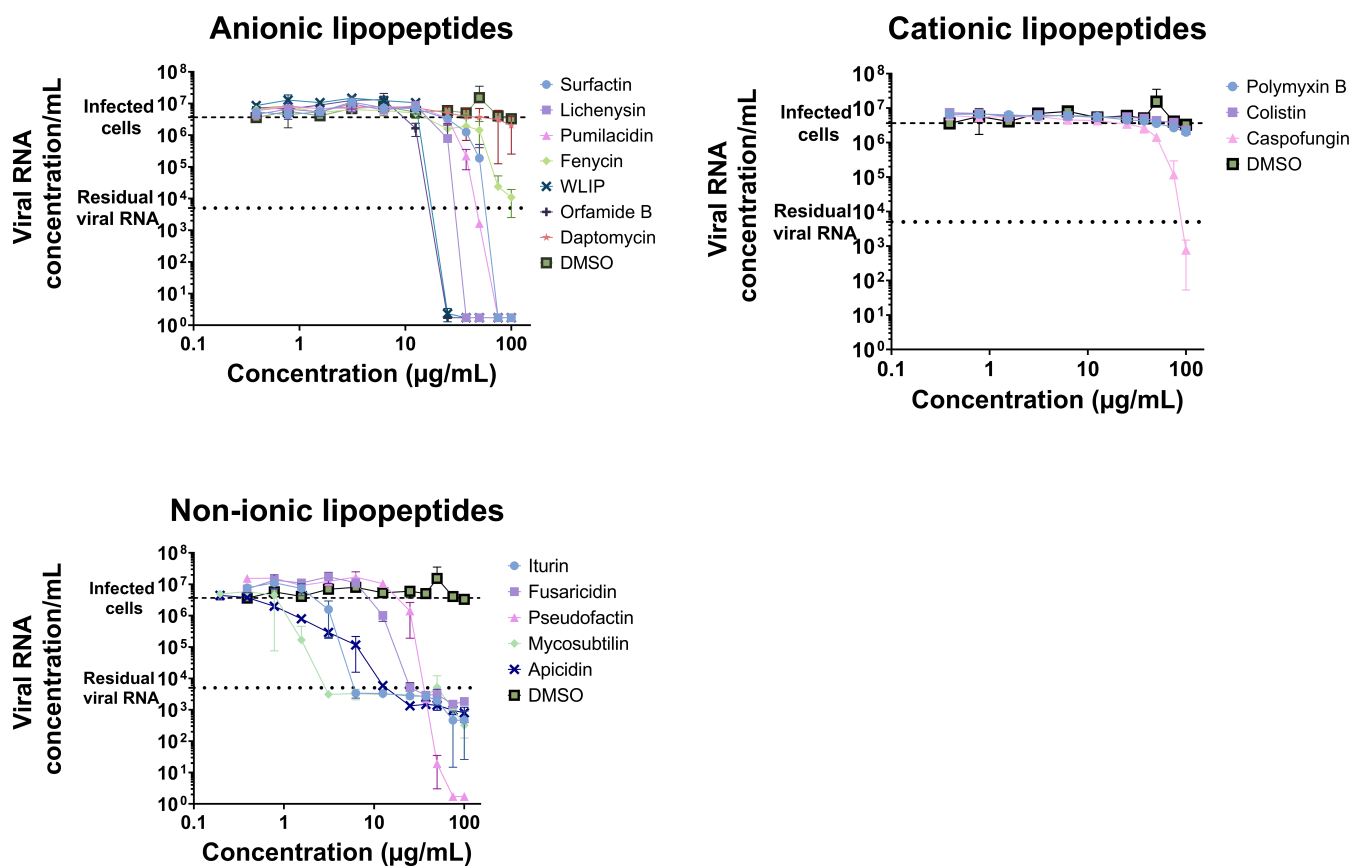 Anionic lipopeptides
Viral RNA
concentration/mL
Infected
cells
Residual
viral RNA
10⁸
10⁷
10⁶
10⁵
10⁴
10³
10²
10¹
10⁰
0.1
1
10
100
Concentration (µg/mL)
Surfactin
Lichenysin
Pumilacidin
Fenycin
WLIP
Orfamide B
Daptomycin
DMSO
Cationic lipopeptides
Viral RNA
concentration/mL
Infected
cells
Residual
viral RNA
10⁸
10⁷
10⁶
10⁵
10⁴
10³
10²
10¹
10⁰
0.1
1
10
100
Concentration (µg/mL)
Polymyxin B
Colistin
Caspofungin
DMSO
Non-ionic lipopeptides
Viral RNA
concentration/mL
Infected
cells
Residual
viral RNA
10⁸
10⁷
10⁶
10⁵
10⁴
10³
10²
10¹
10⁰
0.1
1
10
100
Concentration (µg/mL)
Iturin
Fusaricidin
Pseudofactin
Mycosubtilin
Apicidin
DMSO